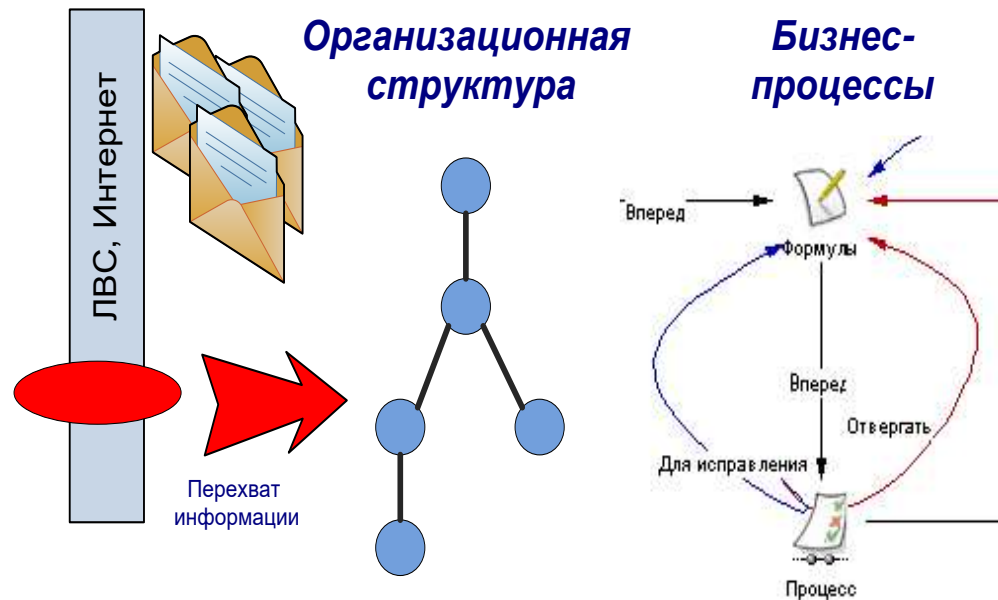 ЛВС, Интернет
Организационная
структура
Бизнес-
процессы
Вперед
Формулы
Вперед
Отвергать
Для исправления
Перехват
информации
Процесс